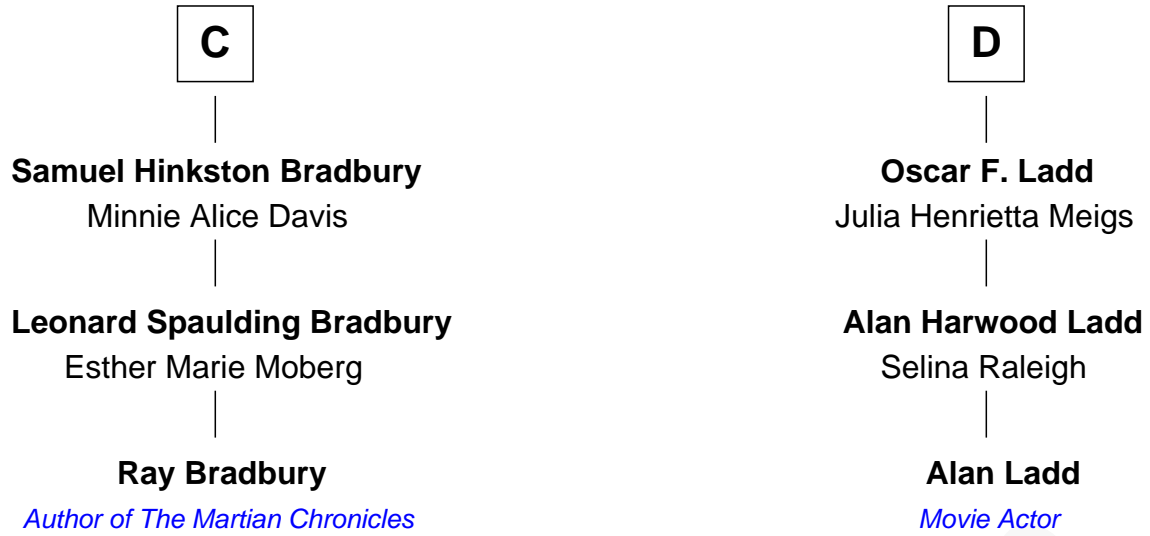 C
Samuel Hinkston Bradbury
Minnie Alice Davis
Leonard Spaulding Bradbury
Esther Marie Moberg
Ray Bradbury
Author of The Martian Chronicles
D
Oscar F. Ladd
Julia Henrietta Meigs
Alan Harwood Ladd
Selina Raleigh
Alan Ladd
Movie Actor